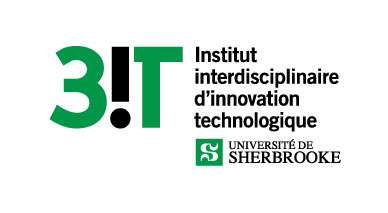 3!T
Institut
interdisciplinaire
d'innovation
technologique
UNIVERSITÉ DE
SHERBROOKE